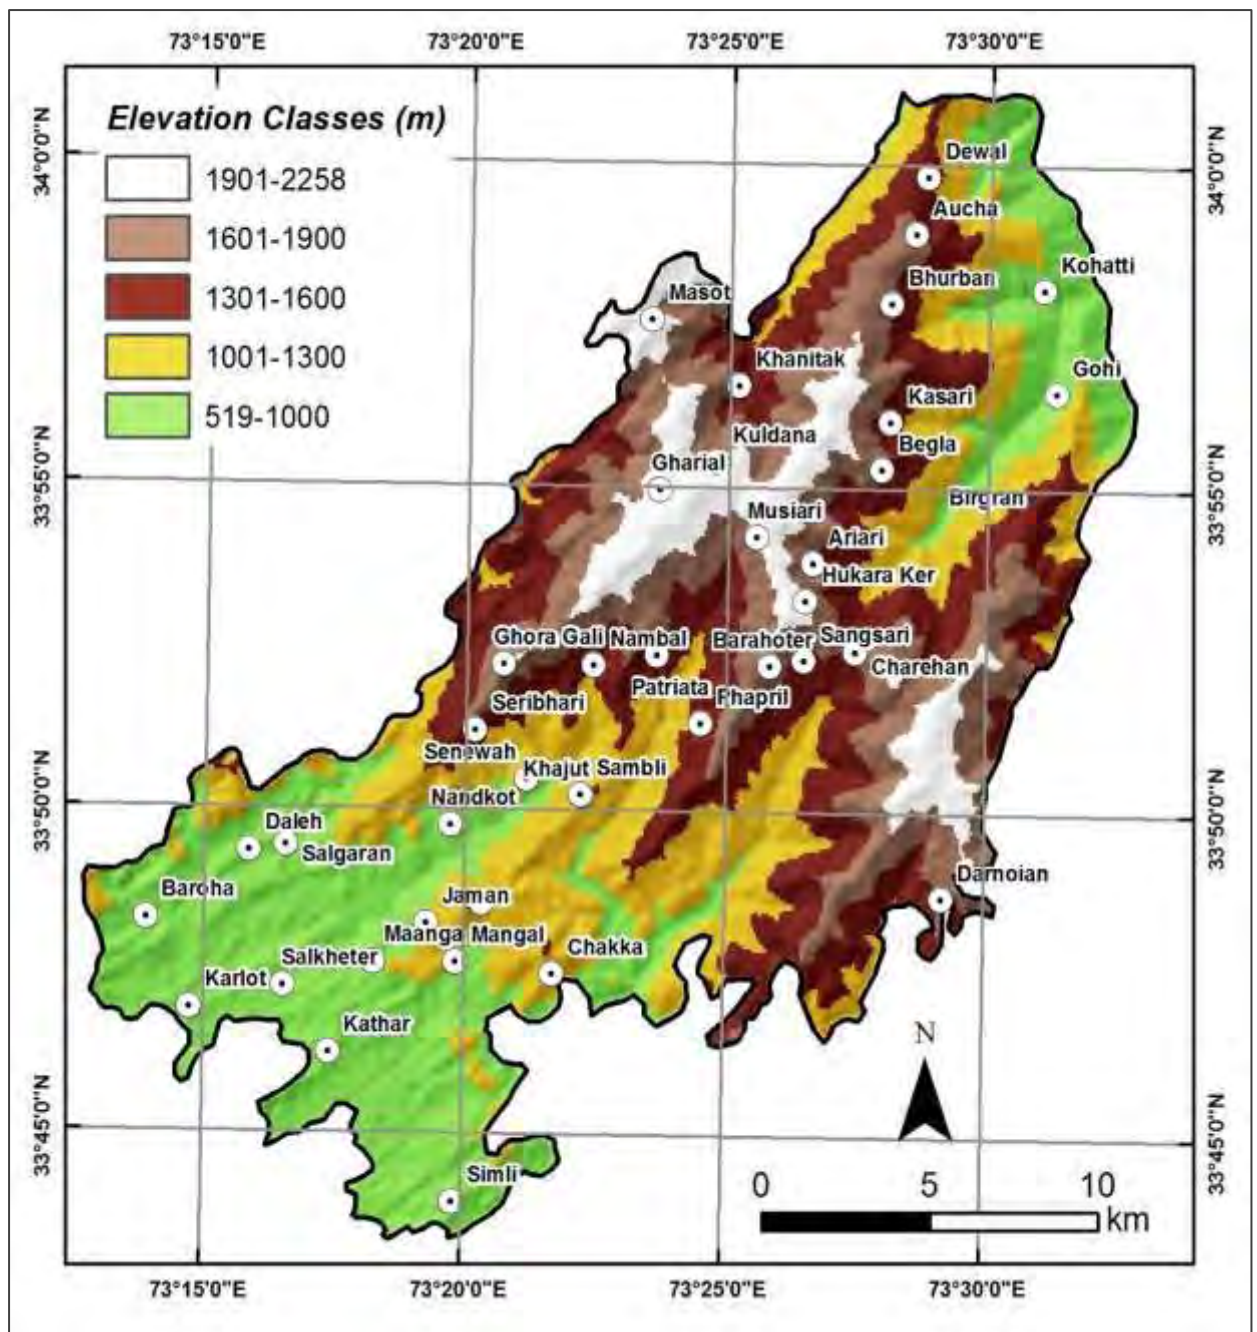 73°15'0"E 73°20'0"E 73°25'0"E 73°30'0"E
Elevation Classes (m)
1901-2258
1601-1900
1301-1600
1001-1300
519-1000
34°0'0"N
34°0'0"N
Dewal
Aucha
Bhurban
Kohatti
Masot
Khanitak
Gohi
Kasari
Kuldana
Begla
Gharial
33°55'0"N
33°55'0"N
Birgran
Musiari
Ariari
Hukara Ker
Ghora Gali Nambal Barahoter Sangsari
Charehan
Patriata Phapril
Seribhari
Senewah
Khajut Sambli
Nandkot
33°50'0"N
33°50'0"N
Daleh
Salgaran
Baroha
Darnoian
Jaman
Maanga Mangal
Chakka
Salkheter
Karlot
Kathar
N
33°45'0"N
33°45'0"N
Simli
0 5 10
km
73°15'0"E 73°20'0"E 73°25'0"E 73°30'0"E